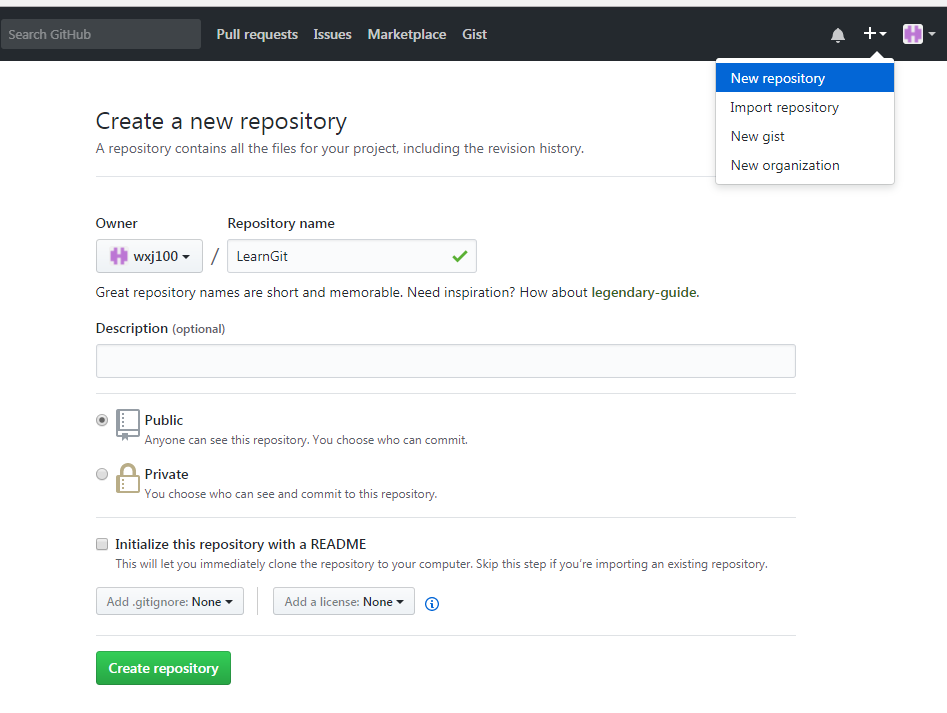 Search GitHub Pull requests Issues Marketplace Gist
New repository
Import repository
New gist
New organization
Create a new repository
A repository contains all the files for your project, including the revision history.
Owner Repository name
wxj100 / LearnGit
Great repository names are short and memorable. Need inspiration? How about legendary-guide.
Description (optional)
Public
Anyone can see this repository. You choose who can commit.
Private
You choose who can see and commit to this repository.
Initialize this repository with a README
This will let you immediately clone the repository to your computer. Skip this step if you're importing an existing repository.
Add .gitignore: None Add a license: None
Create repository